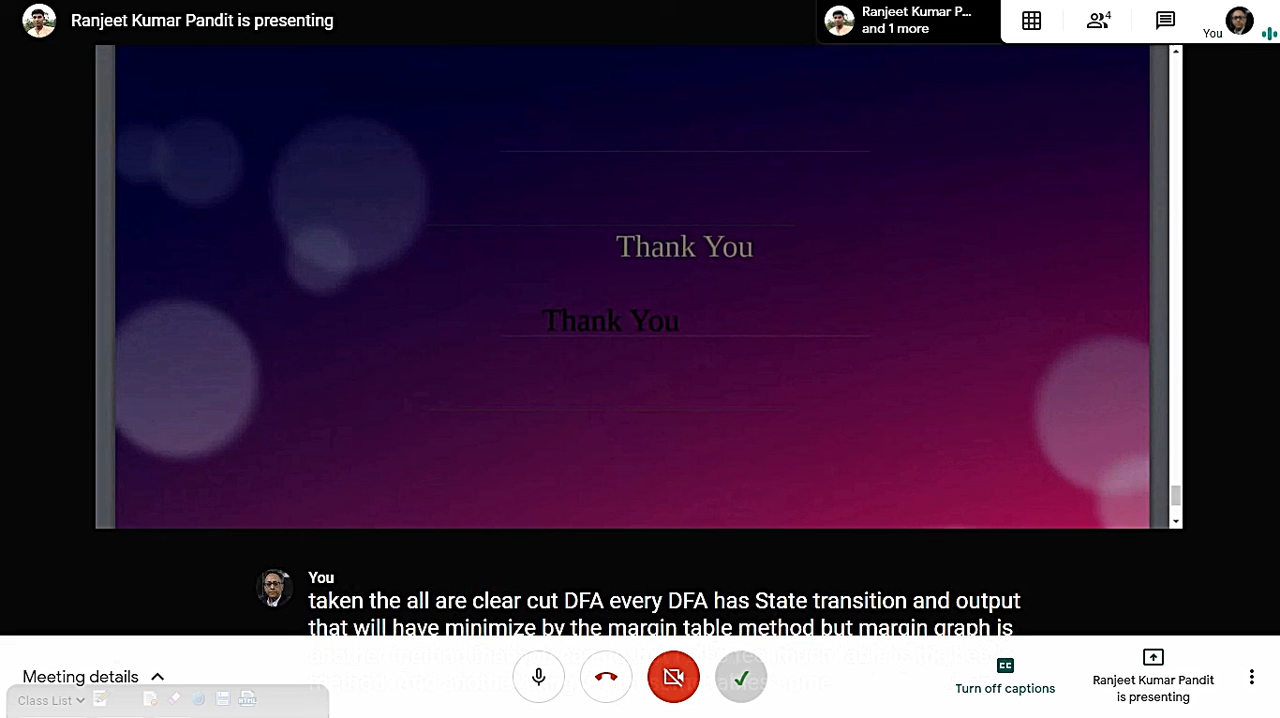 Ranjeet Kumar Pandit is presenting
Ranjeet Kumar P...
and 1 more
4
You
Thank You
Thank You
You
taken the all are clear cut DFA every DFA has State transition and output
that will have minimize by the margin table method but margin graph is
Meeting details
Turn off captions
Ranjeet Kumar Pandit
is presenting
Class List